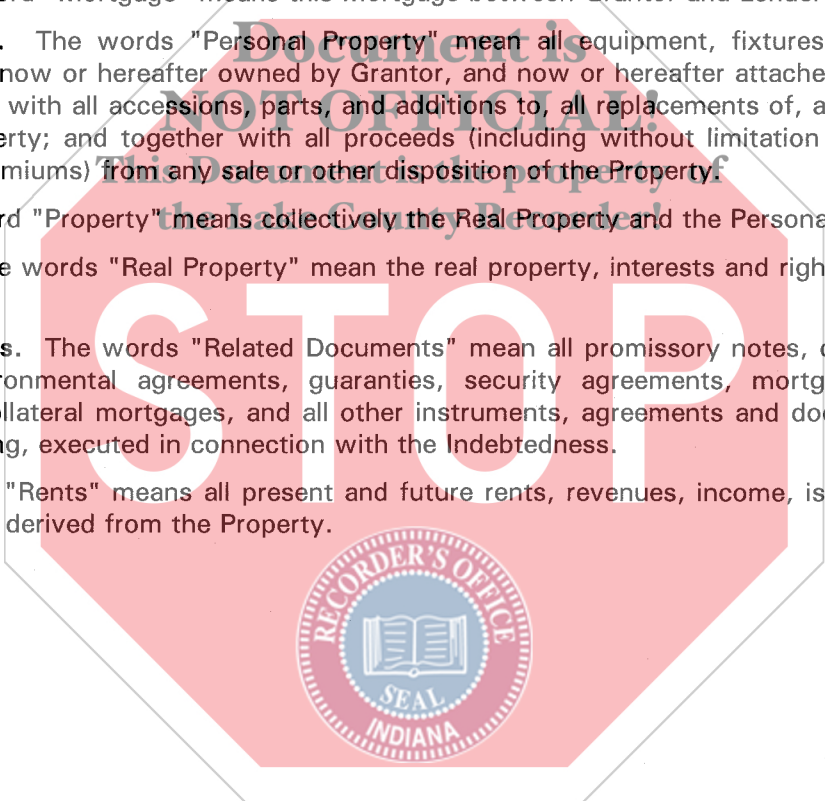 "Mortgage" means this Mortgage between Grantor and Lender
Document is
. The words "Personal Property" mean all equipment, fixtures
now or hereafter owned by Grantor, and now or hereafter attache
NOT OFFICIAL!
with all accessions, parts, and additions to, all replacements of, a
erty; and together with all proceeds (including without limitation
miums) from any sale or other disposition of the Property.
This Document is the property of
the Lake County Recorder!
rd "Property" means collectively the Real Property and the Persona
e words "Real Property" mean the real property, interests and righ
STOP
s. The words "Related Documents" mean all promissory notes, c
ronmental agreements, guaranties, security agreements, mortg
llateral mortgages, and all other instruments, agreements and doc
ng, executed in connection with the Indebtedness.
"Rents" means all present and future rents, revenues, income, is
derived from the Property.
RECORDER'S OFFICE
SEAL
INDIANA